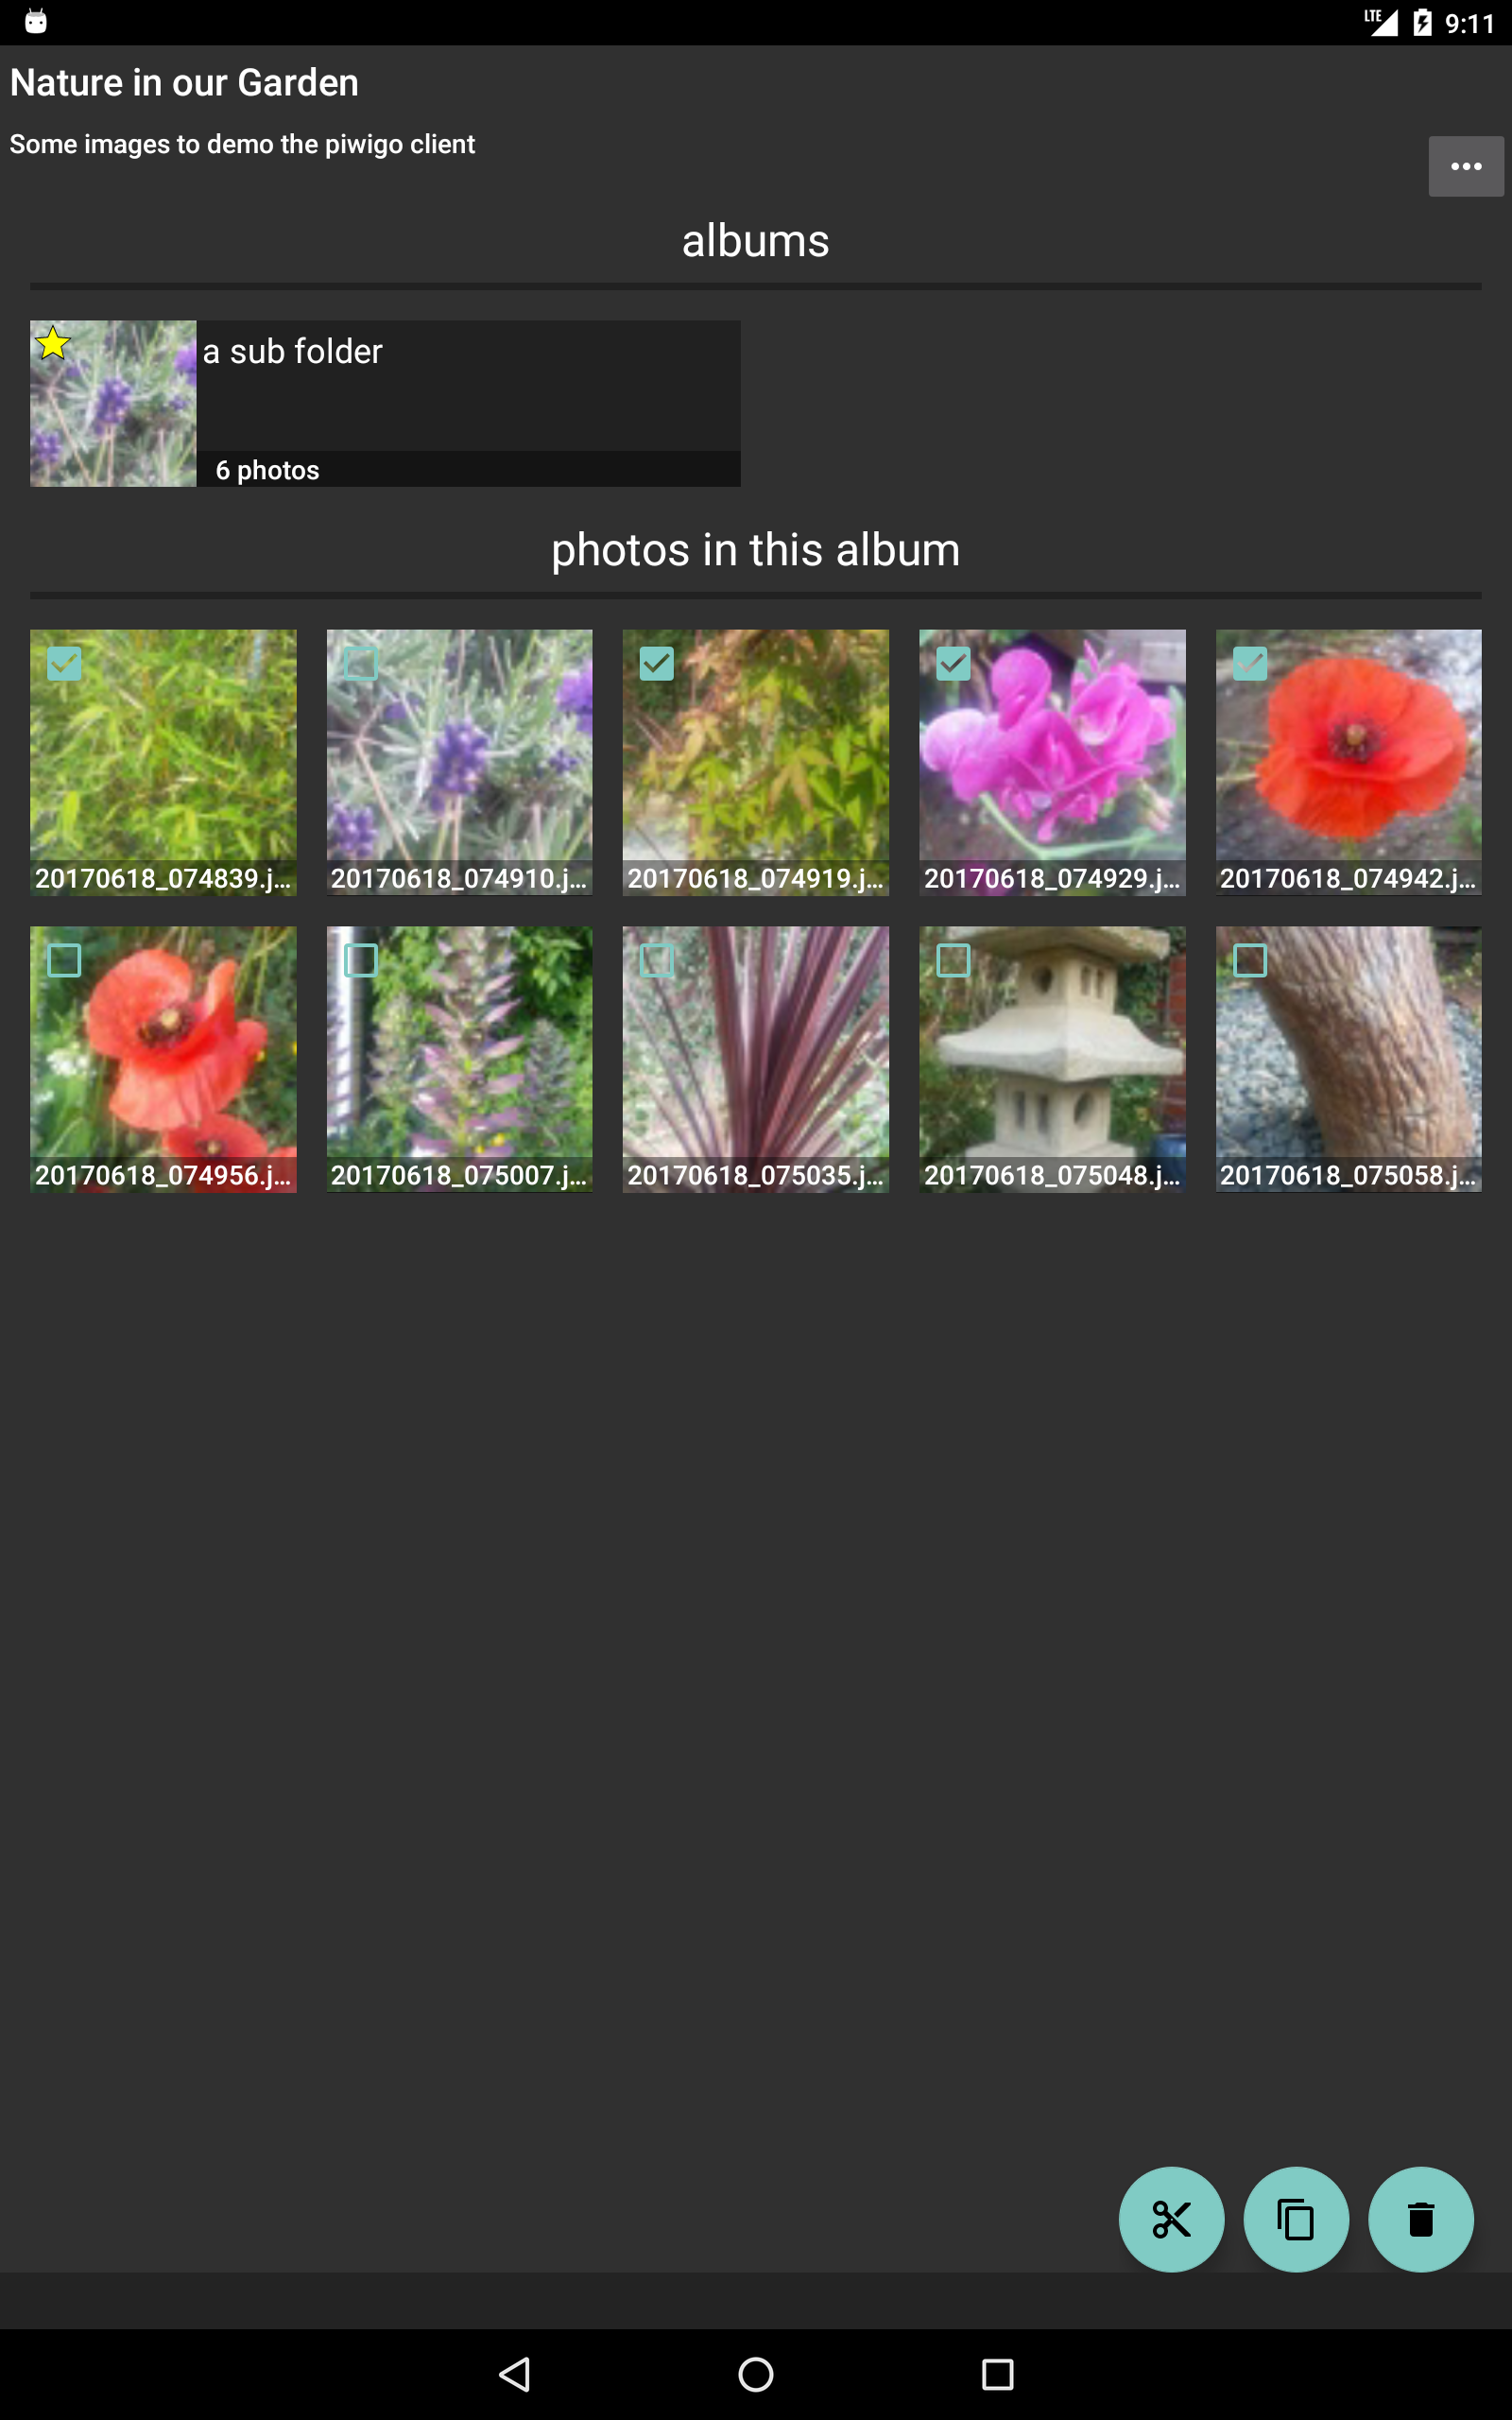 LTE 9:11
Nature in our Garden
Some images to demo the piwigo client
albums
a sub folder
6 photos
photos in this album
20170618_074839.j...
20170618_074910.j...
20170618_074919.j...
20170618_074929.j...
20170618_074942.j...
20170618_074956.j...
20170618_075007.j...
20170618_075035.j...
20170618_075048.j...
20170618_075058.j...